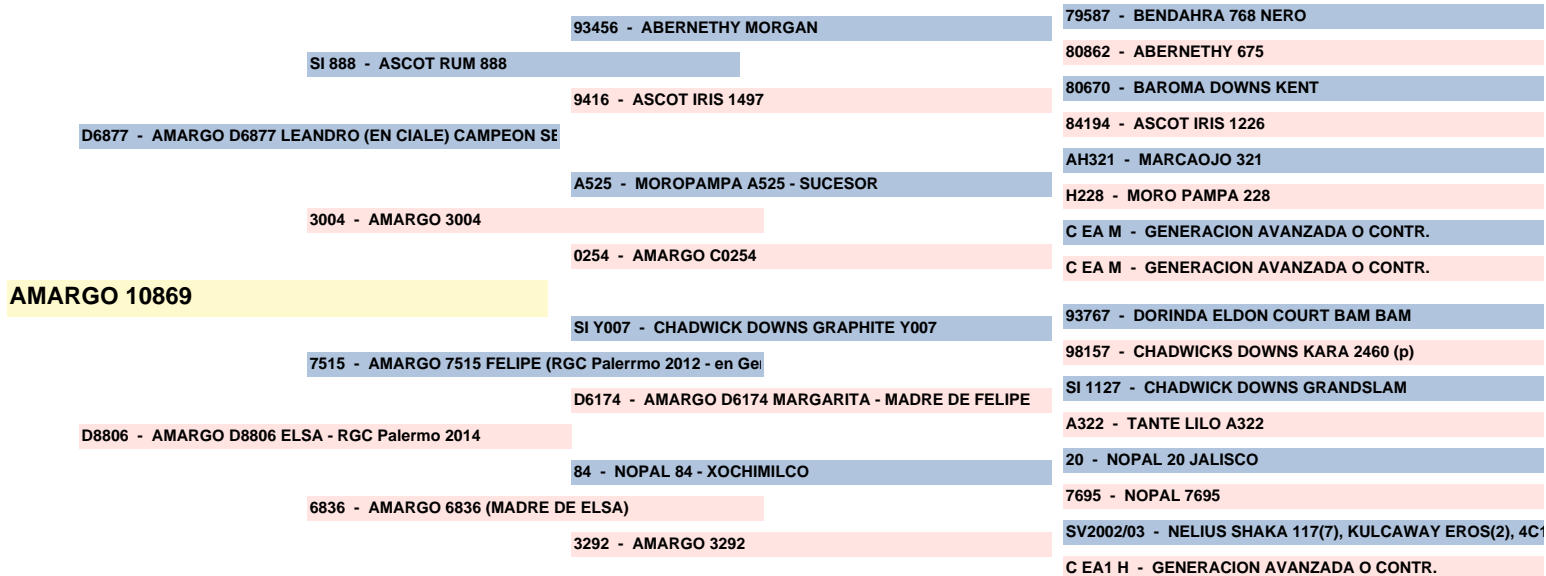 79587 - BENDAHRA 768 NERO
93456 - ABERNETHY MORGAN
80862 - ABERNETHY 675
SI 888 - ASCOT RUM 888
80670 - BAROMA DOWNS KENT
9416 - ASCOT IRIS 1497
84194 - ASCOT IRIS 1226
D6877 - AMARGO D6877 LEANDRO (EN CIALE) CAMPEON SE
AH321 - MARCAOJO 321
A525 - MOROPAMPA A525 - SUCESOR
H228 - MORO PAMPA 228
3004 - AMARGO 3004
C EA M - GENERACION AVANZADA O CONTR.
0254 - AMARGO C0254
C EA M - GENERACION AVANZADA O CONTR.
AMARGO 10869
93767 - DORINDA ELDON COURT BAM BAM
SI Y007 - CHADWICK DOWNS GRAPHITE Y007
98157 - CHADWICKS DOWNS KARA 2460 (p)
7515 - AMARGO 7515 FELIPE (RGC Palerrmo 2012 - en Ge
SI 1127 - CHADWICK DOWNS GRANDSLAM
D6174 - AMARGO D6174 MARGARITA - MADRE DE FELIPE
A322 - TANTE LILO A322
D8806 - AMARGO D8806 ELSA - RGC Palermo 2014
20 - NOPAL 20 JALISCO
84 - NOPAL 84 - XOCHIMILCO
7695 - NOPAL 7695
6836 - AMARGO 6836 (MADRE DE ELSA)
SV2002/03 - NELIUS SHAKA 117(7), KULCAWAY EROS(2), 4C1
3292 - AMARGO 3292
C EA1 H - GENERACION AVANZADA O CONTR.